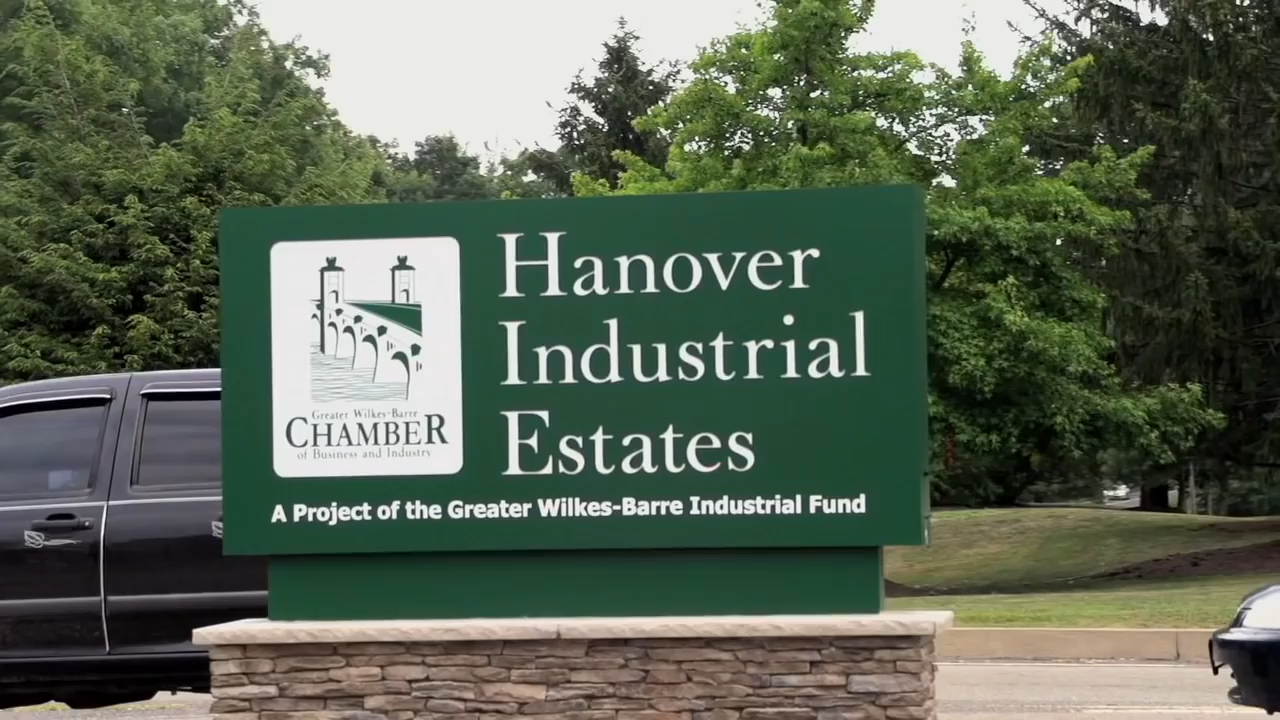 Hanover
Industrial
Estates
Greater Wilkes-Barre
CHAMBER
of Business and Industry
A Project of the Greater Wilkes-Barre Industrial Fund